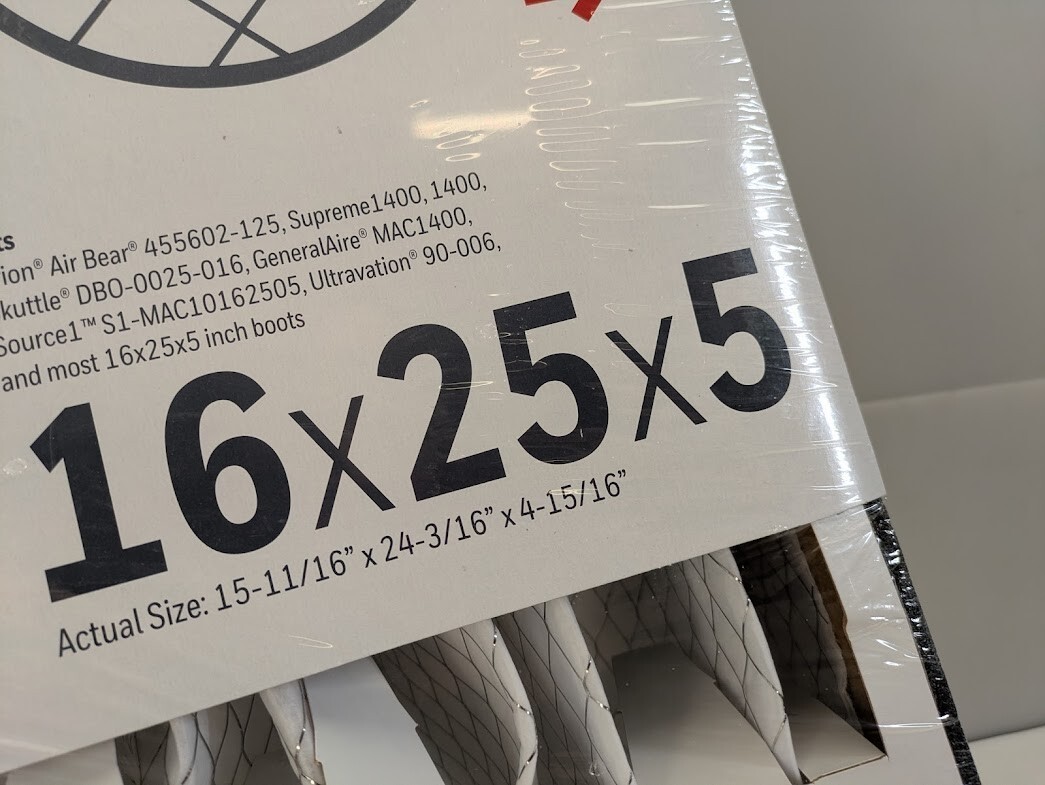 ts
ion® Air Bear® 455602-125, Supreme1400, 1400,
kuttle® DBO-0025-016, GeneralAire® MAC1400,
Source1™ S1-MAC10162505, Ultravation® 90-006,
and most 16x25x5 inch boots
16x25x5
Actual Size: 15-11/16” x 24-3/16” x 4-15/16”